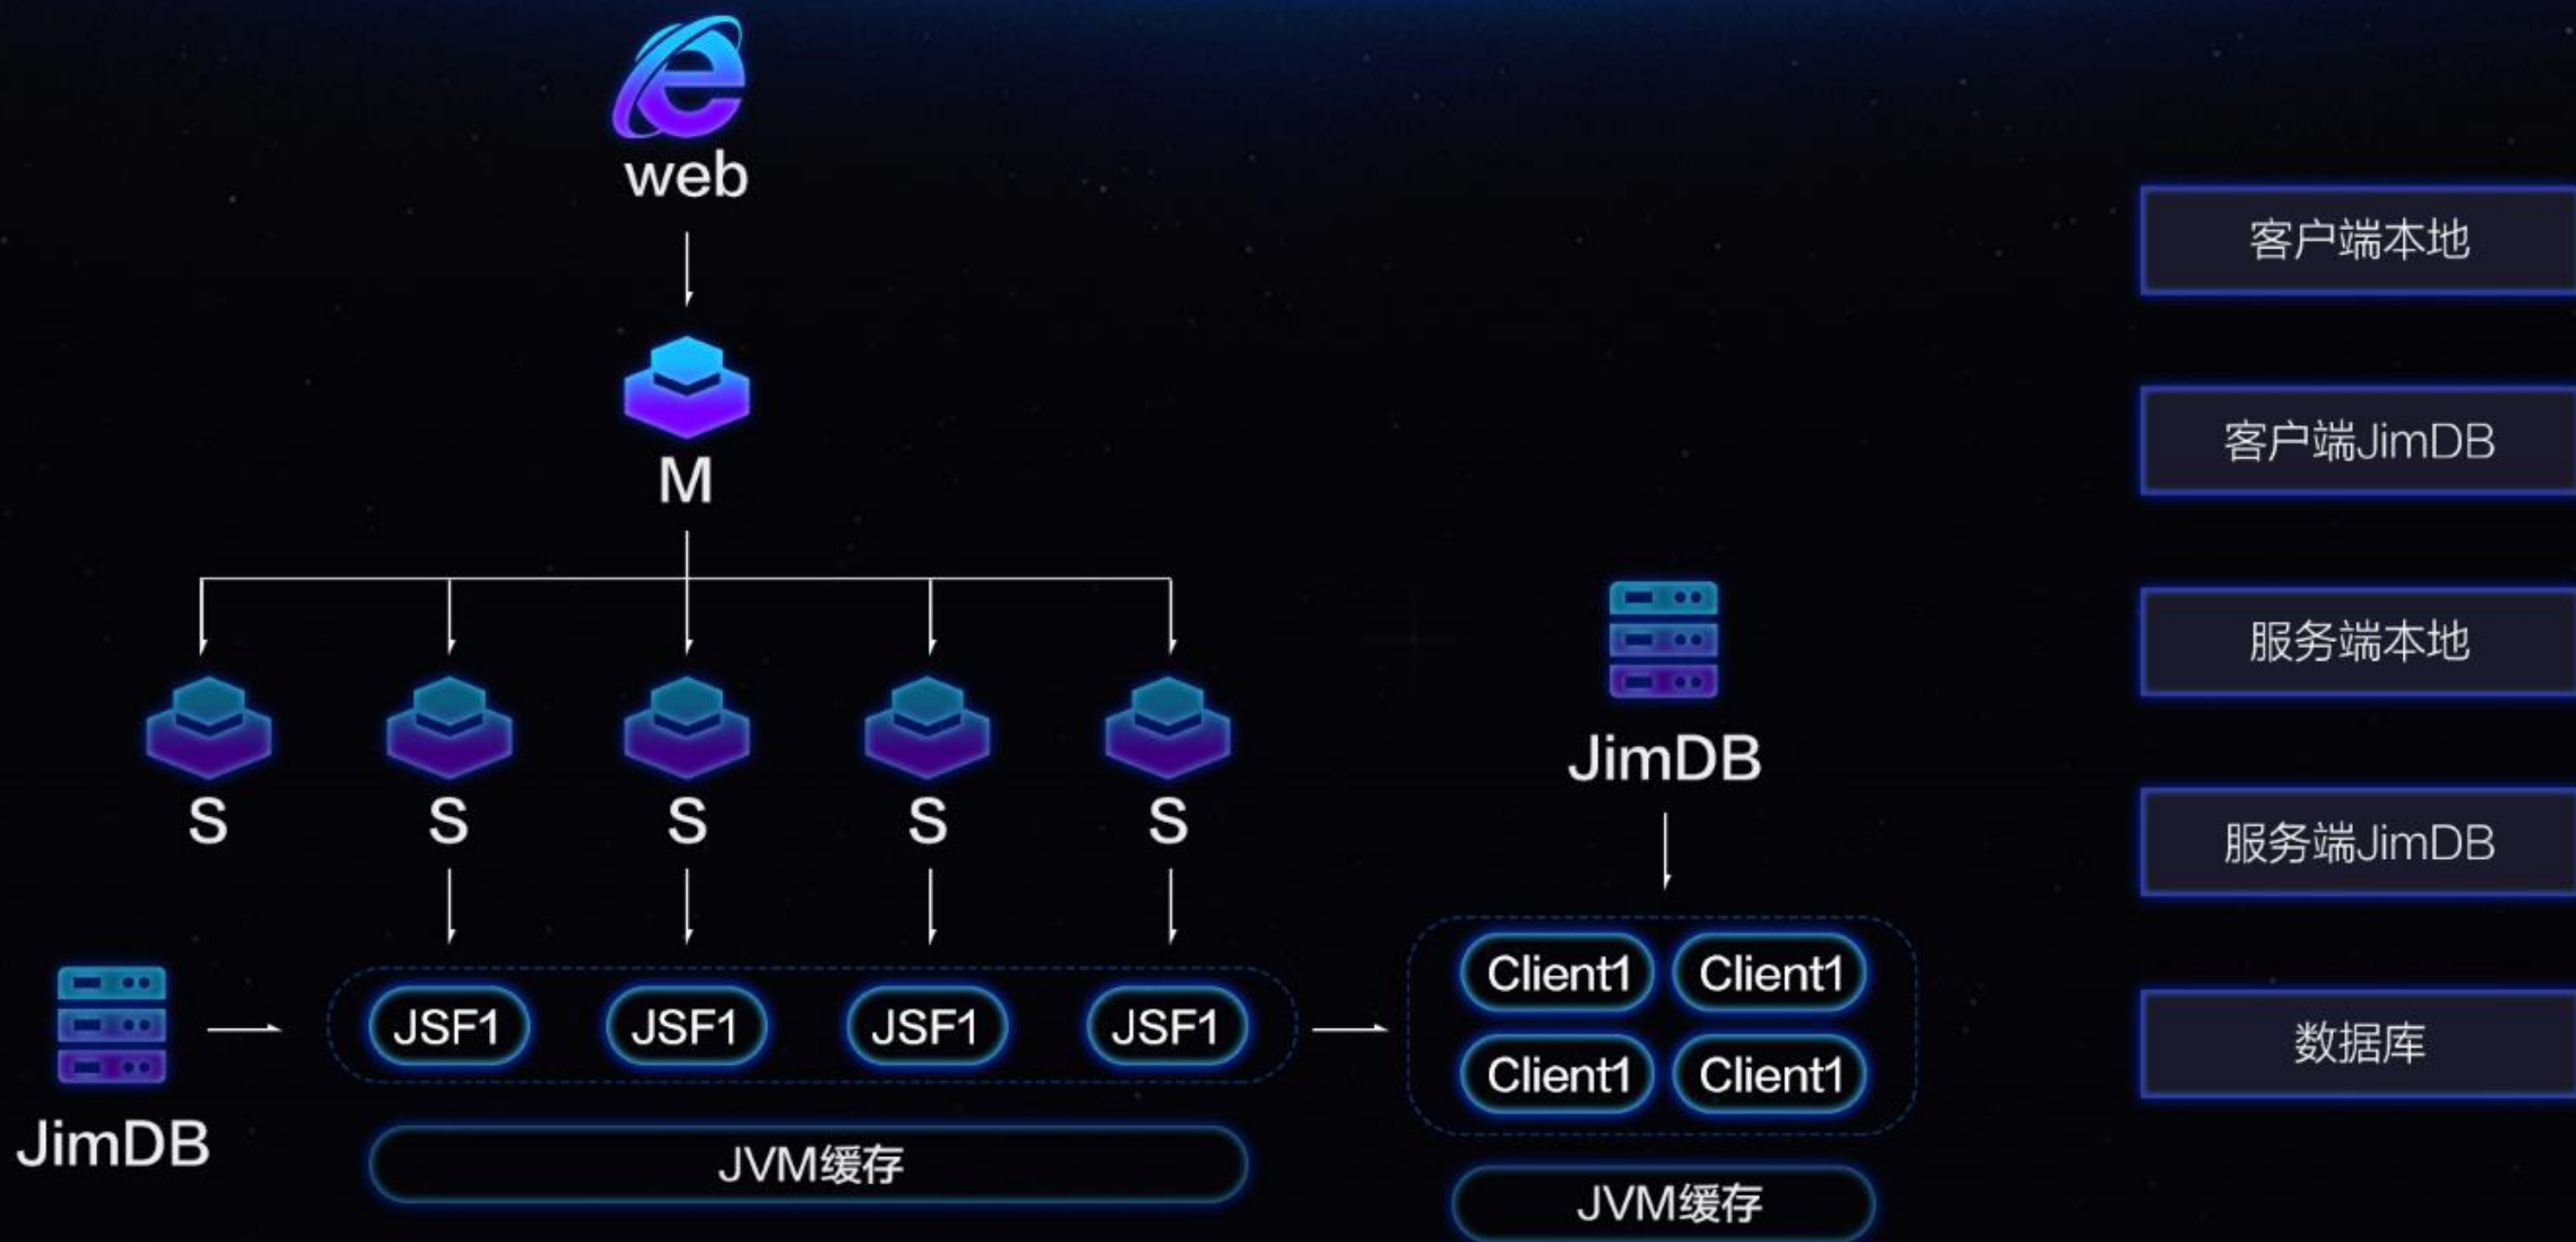 web
M
S S S S S
JimDB
JSF1 JSF1 JSF1 JSF1
JimDB
JVM缓存
Client1 Client1
Client1 Client1
JVM缓存
客户端本地
客户端JimDB
服务端本地
服务端JimDB
数据库